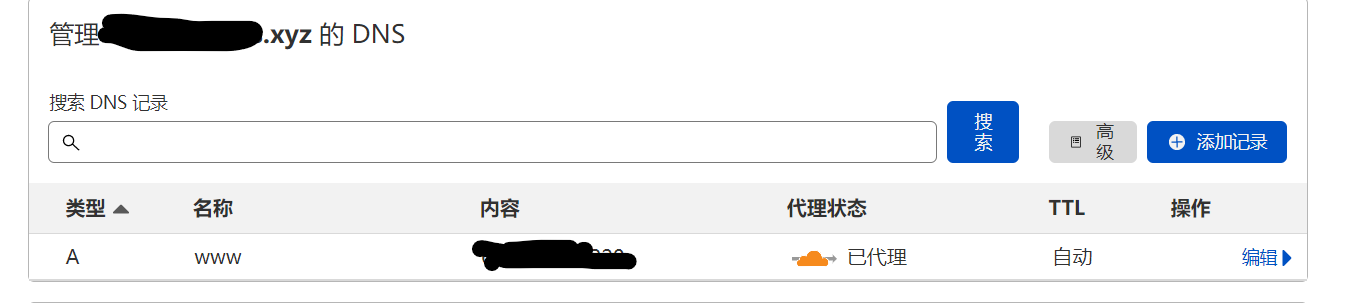 管理 .xyz 的 DNS
搜索 DNS 记录
搜索
高级
添加记录
类型 名称 内容 代理状态 TTL 操作
A www 已代理 自动 编辑